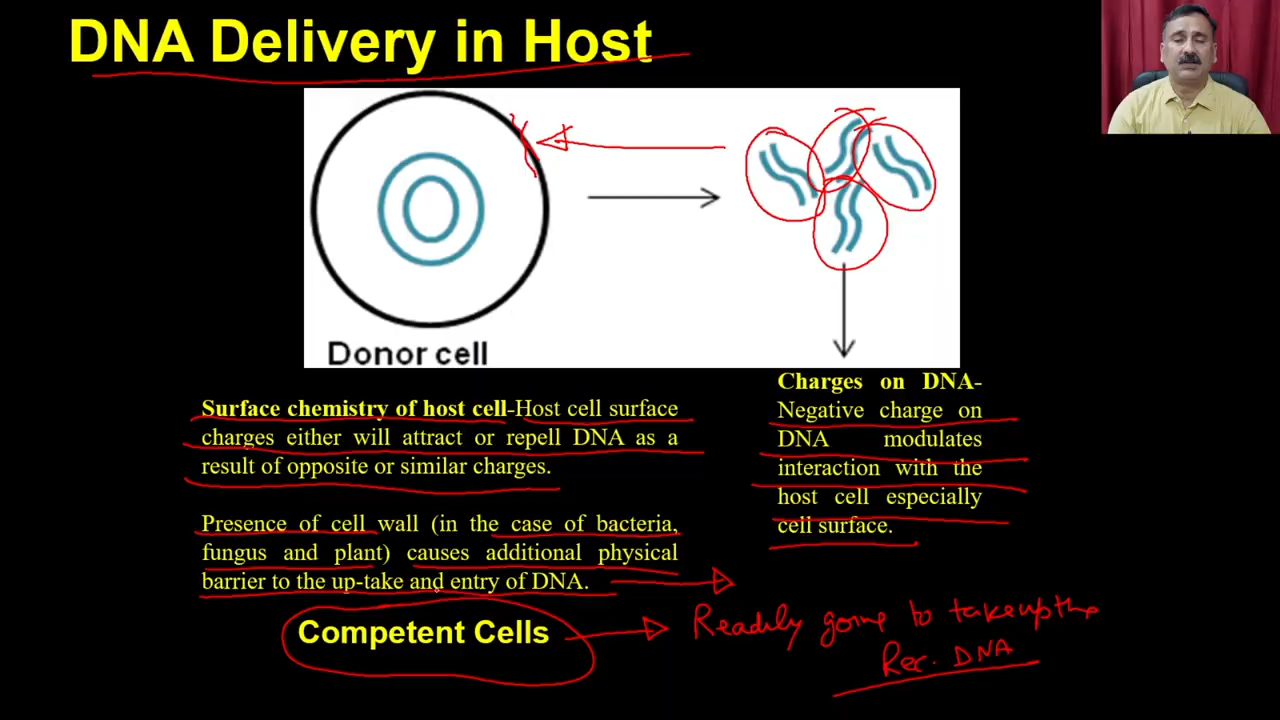 DNA Delivery in Host
Donor cell
Surface chemistry of host cell-Host cell surface
charges either will attract or repell DNA as a
result of opposite or similar charges.
Presence of cell wall (in the case of bacteria,
fungus and plant) causes additional physical
barrier to the up-take and entry of DNA.
Charges on DNA-
Negative charge on
DNA modulates
interaction with the
host cell especially
cell surface.
Competent Cells
Readily going to take up the
Rec. DNA